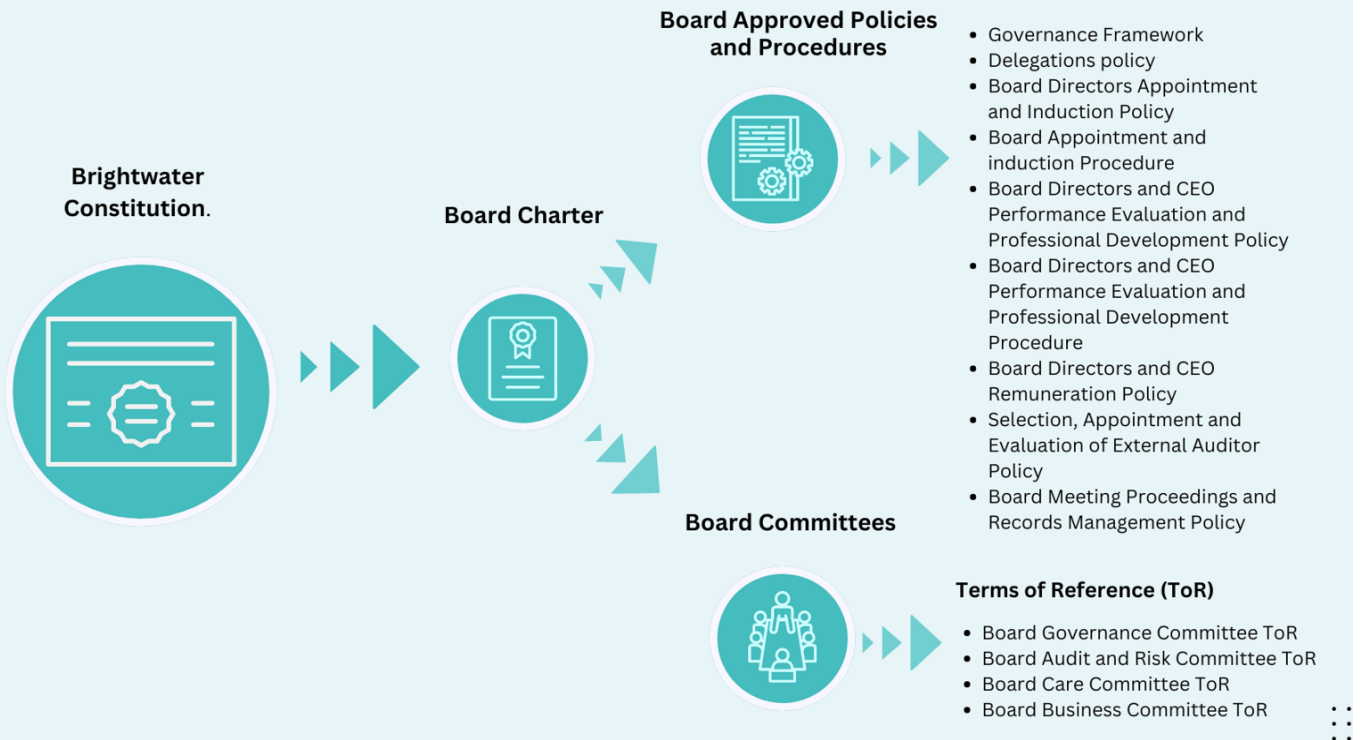 Brightwater
Constitution.
Board Charter
Board Approved Policies
and Procedures
• Governance Framework
• Delegations policy
• Board Directors Appointment
and Induction Policy
• Board Appointment and
induction Procedure
• Board Directors and CEO
Performance Evaluation and
Professional Development Policy
• Board Directors and CEO
Performance Evaluation and
Professional Development
Procedure
• Board Directors and CEO
Remuneration Policy
• Selection, Appointment and
Evaluation of External Auditor
Policy
• Board Meeting Proceedings and
Records Management Policy
Board Committees
Terms of Reference (ToR)
• Board Governance Committee ToR
• Board Audit and Risk Committee ToR
• Board Care Committee ToR
• Board Business Committee ToR